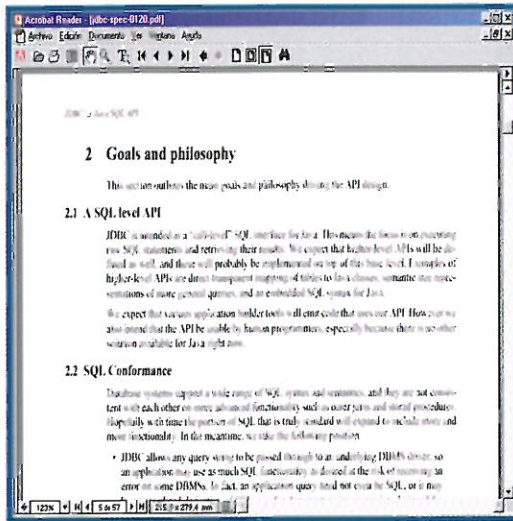 Acrobat Reader - [jdbc-spec-0120.pdf]
Archivo Edición Documento Ver Ventana Ayuda
JDBC: a Java SQL API
2 Goals and philosophy
This section outlines the main goals and philosophy driving the API design.
2.1 A SQL level API
JDBC is intended as a "call-level" SQL interface for Java. This means the focus is on executing
raw SQL statements and retrieving their results. We expect that higher-level APIs will be de-
fined as well, and these will probably be implemented on top of this base level. Examples of
higher-level APIs are direct transparent mapping of tables to Java classes, semantic tree repre-
sentations of more general queries, and an embedded SQL syntax for Java.
We expect that various application builder tools will emit code that uses our API. However we
also intend that the API be usable by human programmers, especially because there is no other
solution available for Java right now.
2.2 SQL Conformance
Database systems support a wide range of SQL syntax and semantics, and they are not consis-
tent with each other on more advanced functionality such as outer joins and stored procedures.
Hopefully with time the portion of SQL that is truly standard will expand to include more and
more functionality. In the meantime, we take the following position:
• JDBC allows any query string to be passed through to an underlying DBMS driver, so
an application may use as much SQL functionality as desired at the risk of receiving an
error on some DBMSs. In fact, an application query need not even be SQL, or it may
123% 5 de 57 215,9 x 279,4 mm